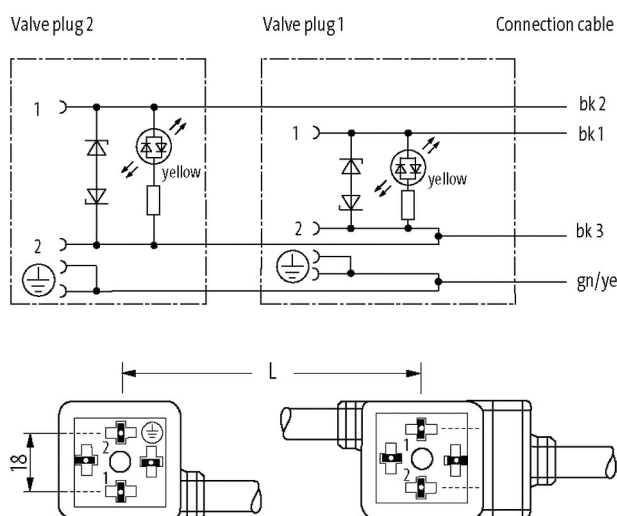 Valve plug 2 Valve plug 1 Connection cable
1 bk 2
1 bk 1
yellow yellow
2 bk 3
2
gn/ye
L
18
2 1
1 2